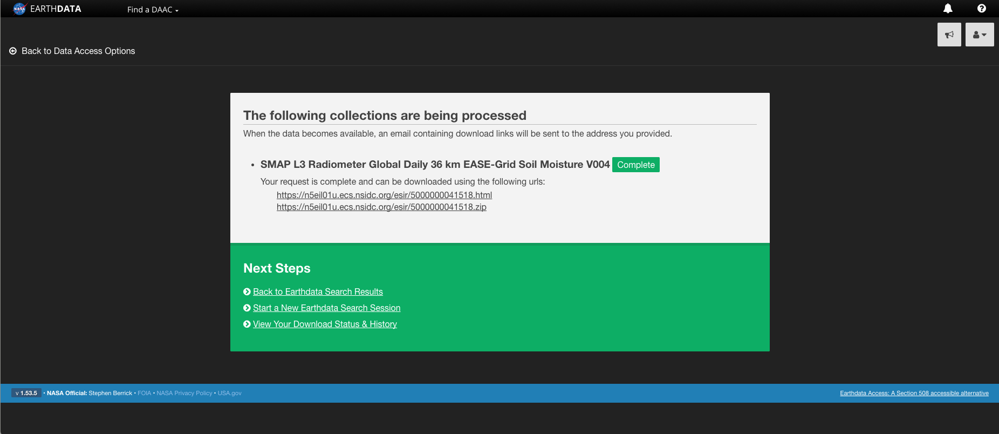 NASA EARTHDATA Find a DAAC
Back to Data Access Options
The following collections are being processed
When the data becomes available, an email containing download links will be sent to the address you provided.
• SMAP L3 Radiometer Global Daily 36 km EASE-Grid Soil Moisture V004 Complete
Your request is complete and can be downloaded using the following urls:
https://n5eil01u.ecs.nsidc.org/esir/5000000041518.html
https://n5eil01u.ecs.nsidc.org/esir/5000000041518.zip
Next Steps
Back to Earthdata Search Results
Start a New Earthdata Search Session
View Your Download Status & History
v 1.53.5 • NASA Official: Stephen Berrick • FOIA • NASA Privacy Policy • USA.gov
Earthdata Access: A Section 508 accessible alternative